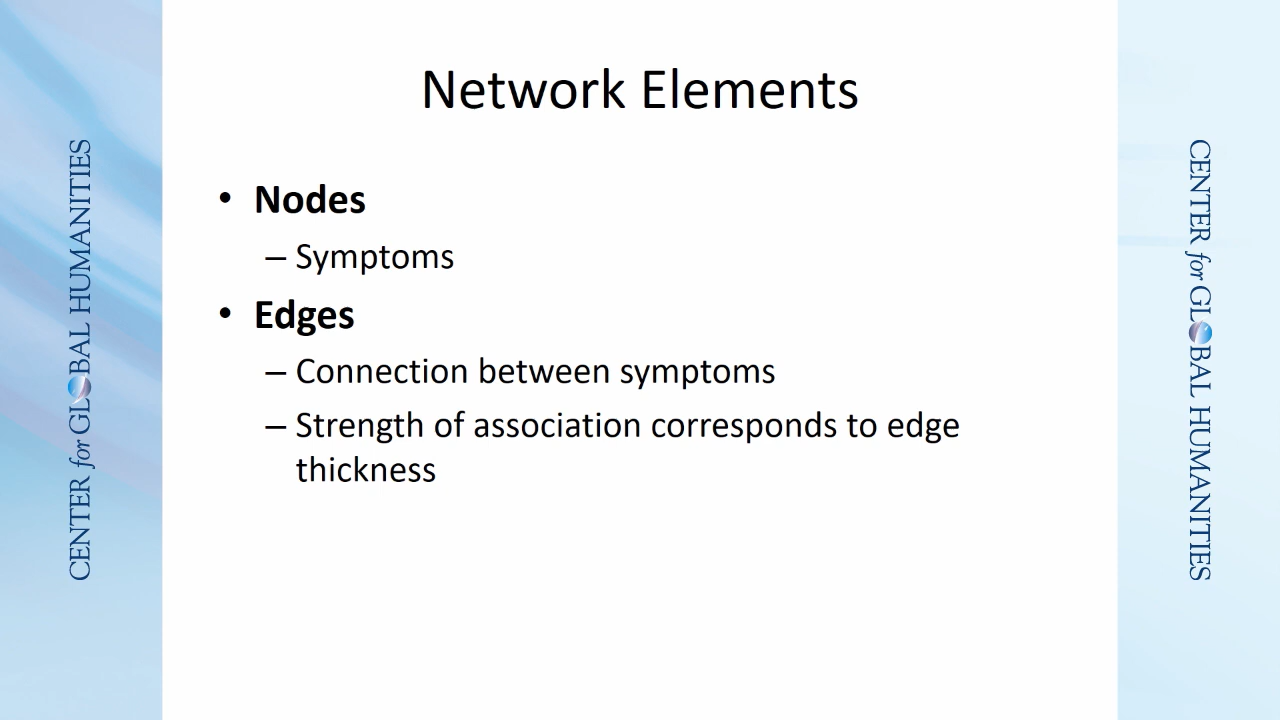 Network Elements
• Nodes
– Symptoms
• Edges
– Connection between symptoms
– Strength of association corresponds to edge
thickness
CENTER for GLOBAL HUMANITIES
CENTER for GLOBAL HUMANITIES